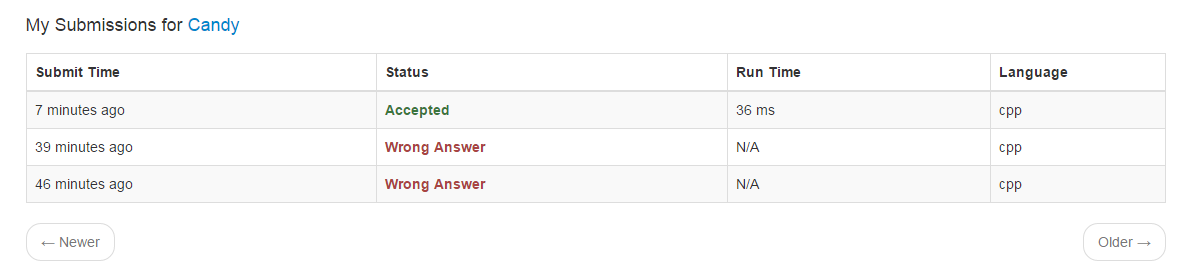 My Submissions for Candy
Submit Time Status Run Time Language
7 minutes ago Accepted 36 ms cpp
39 minutes ago Wrong Answer N/A cpp
46 minutes ago Wrong Answer N/A cpp
← Newer Older →